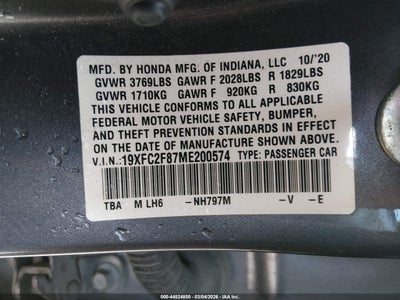 MFD. BY HONDA MFG. OF INDIANA, LLC 10/'20
GVWR 3769LBS GAWR F 2028LBS R 1829LBS
GVWR 1710KG GAWR F 920KG R 830KG
THIS VEHICLE CONFORMS TO ALL APPLICABLE
FEDERAL MOTOR VEHICLE SAFETY, BUMPER,
AND THEFT PREVENTION STANDARDS IN EFFECT
ON THE DATE OF MANUFACTURE SHOWN ABOVE.
V.I.N.: 19XFC2F87ME200574 TYPE: PASSENGER CAR
TBA M LH6 -NH797M -V -E
000-44524860 - 03/04/2026 - IAA Inc.